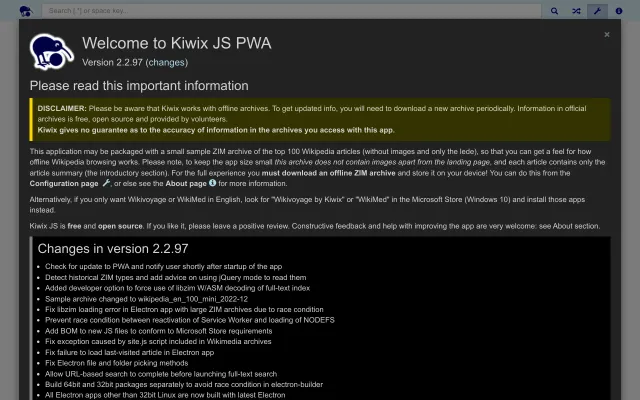 Search [.*] or space key...
Welcome to Kiwix JS PWA
×
Version 2.2.97 (changes)
Please read this important information
DISCLAIMER: Please be aware that Kiwix works with offline archives. To get updated info, you will need to download a new archive periodically. Information in official
archives is free, open source and provided by volunteers.
Kiwix gives no guarantee as to the accuracy of information in the archives you access with this app.
This application may be packaged with a small sample ZIM archive of the top 100 Wikipedia articles (without images and only the lede), so that you can get a feel for how
offline Wikipedia browsing works. Please note, to keep the app size small this archive does not contain images apart from the landing page, and each article contains only the
article summary (the introductory section). For the full experience you must download an offline ZIM archive and store it on your device! You can do this from the
Configuration page , or else see the About page for more information.
Alternatively, if you only want Wikivoyage or WikiMed in English, look for "Wikivoyage by Kiwix" or "WikiMed" in the Microsoft Store (Windows 10) and install those apps
instead.
Kiwix JS is free and open source. If you like it, please leave a positive review. Constructive feedback and help with improving the app are very welcome: see About section.
Changes in version 2.2.97
• Check for update to PWA and notify user shortly after startup of the app
• Detect historical ZIM types and add advice on using jQuery mode to read them
• Added developer option to force use of libzim W/ASM decoding of full-text index
• Sample archive changed to wikipedia_en_100_mini_2022-12
• Fix libzim loading error in Electron app with large ZIM archives due to race condition
• Prevent race condition between reactivation of Service Worker and loading of NODEFS
• Add BOM to new JS files to conform to Microsoft Store requirements
• Fix exception caused by site.js script included in Wikimedia archives
• Fix failure to load last-visited article in Electron app
• Fix Electron file and folder picking methods
• Allow URL-based search to complete before launching full-text search
• Build 64bit and 32bit packages separately to avoid race condition in electron-builder
• All Electron apps other than 32bit Linux are now built with latest Electron